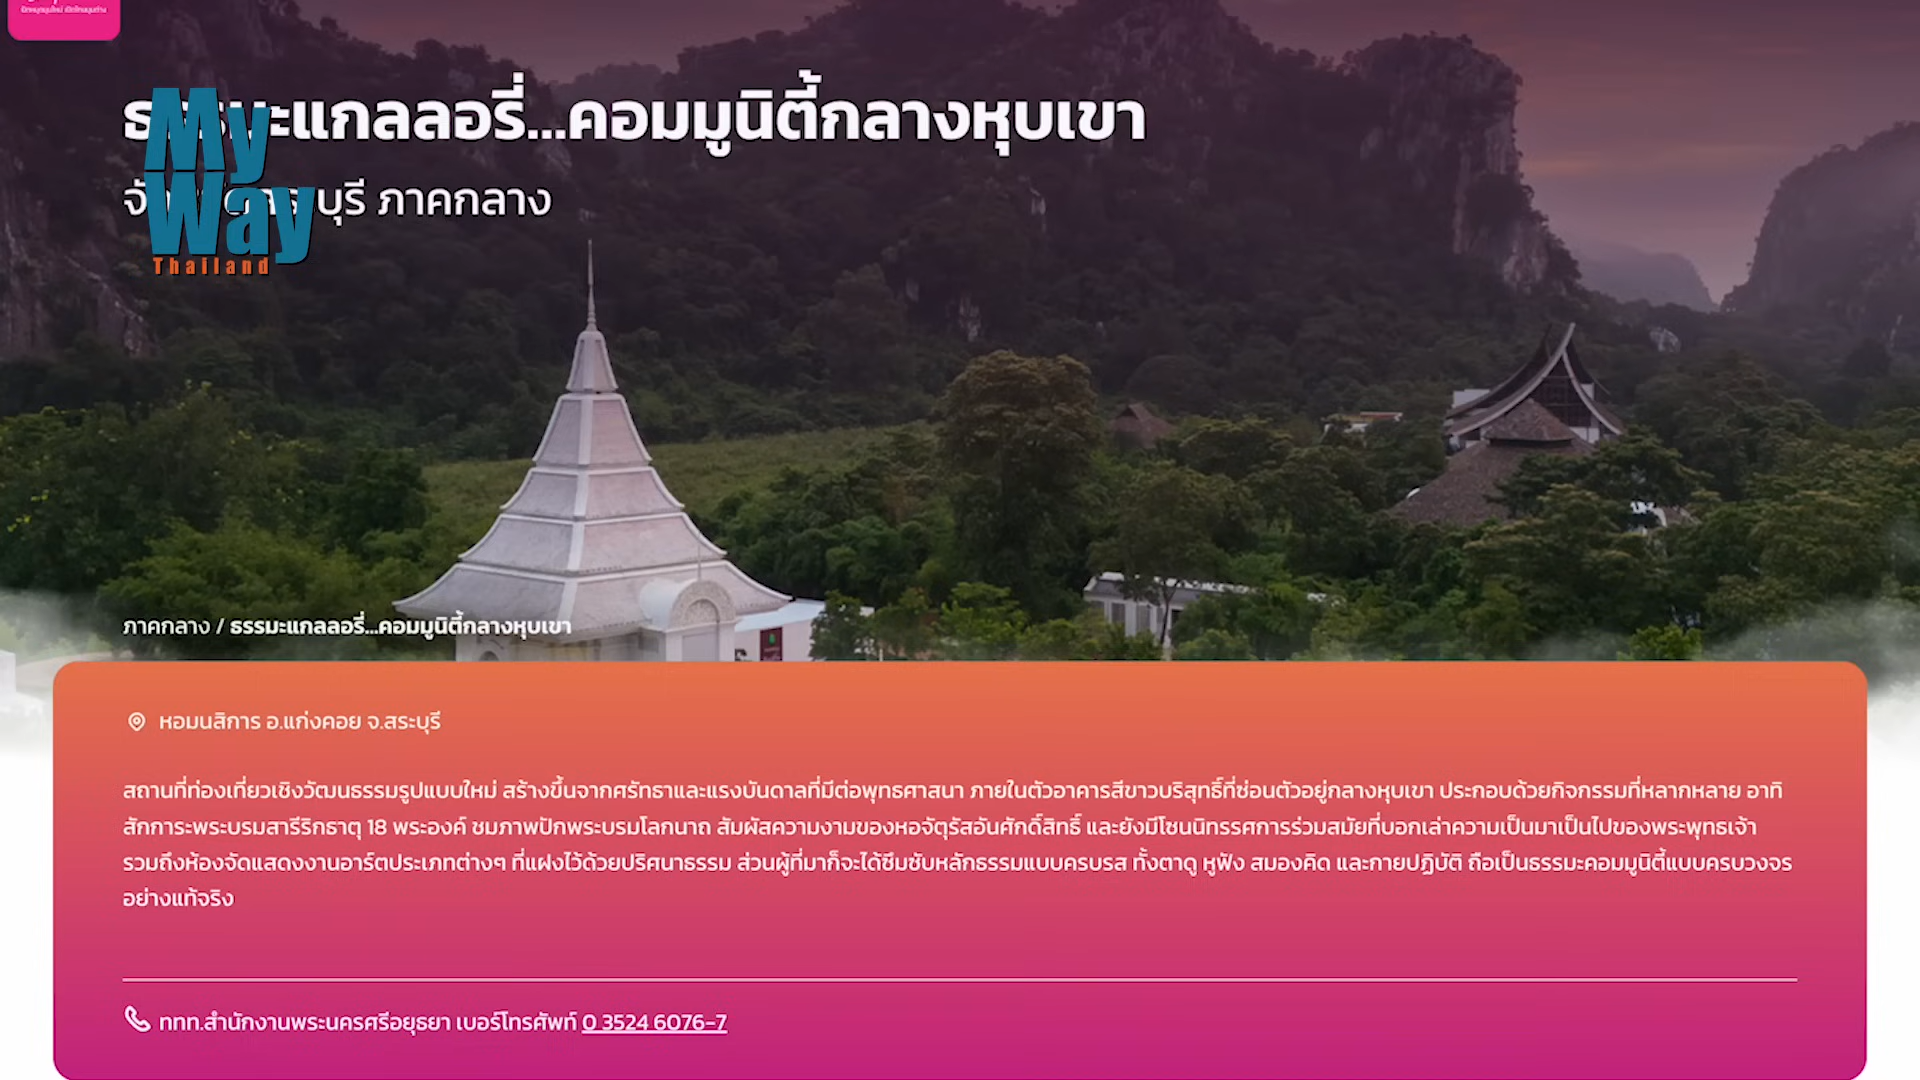 เปิดหมุดมุมใหม่ เปิดไทยมุมต่าง
ธรรมะแกลลอรี่...คอมมูนิตี้กลางหุบเขา
My
Way
Thailand
บุรี ภาคกลาง
ภาคกลาง / ธรรมะแกลลอรี่...คอมมูนิตี้กลางหุบเขา
หอมนสิการ อ.แก่งคอย จ.สระบุรี
สถานที่ท่องเที่ยวเชิงวัฒนธรรมรูปแบบใหม่ สร้างขึ้นจากศรัทธาและแรงบันดาลที่มีต่อพุทธศาสนา ภายในตัวอาคารสีขาวบริสุทธิ์ที่ซ่อนตัวอยู่กลางหุบเขา ประกอบด้วยกิจกรรมที่หลากหลาย อาทิ
สักการะพระบรมสารีริกธาตุ 18 พระองค์ ชมภาพปักพระบรมโลกนาถ สัมผัสความงามของหอจัตุรัสอันศักดิ์สิทธิ์ และยังมีโซนนิทรรศการร่วมสมัยที่บอกเล่าความเป็นมาเป็นไปของพระพุทธเจ้า
รวมถึงห้องจัดแสดงงานอาร์ตประเภทต่างๆ ที่แฝงไว้ด้วยปริศนาธรรม ส่วนผู้ที่มาก็จะได้ซึมซับหลักธรรมแบบครบรส ทั้งตาดู หูฟัง สมองคิด และกายปฏิบัติ ถือเป็นธรรมะคอมมูนิตี้แบบครบวงจร
อย่างแท้จริง
ททท.สำนักงานพระนครศรีอยุธยา เบอร์โทรศัพท์ 0 3524 6076-7